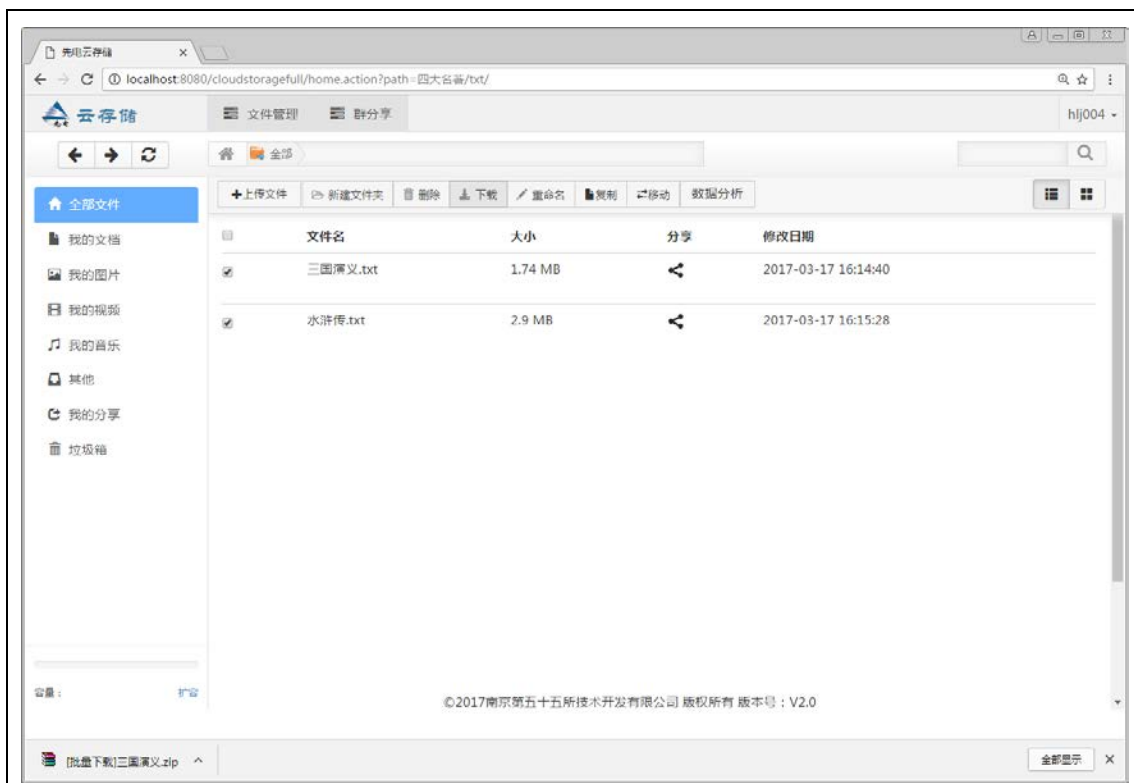 先电云存储
localhost:8080/cloudstoragefull/home.action?path=四大名著/txt/
云存储 文件管理 群分享 hlj004
全部
全部文件 上传文件 新建文件夹 删除 下载 重命名 复制 移动 数据分析
我的文档 文件名 大小 分享 修改日期
我的图片 三国演义.txt 1.74 MB 2017-03-17 16:14:40
我的视频 水浒传.txt 2.9 MB 2017-03-17 16:15:28
我的音乐
其他
我的分享
垃圾箱
容量: 扩容
©2017南京第五十五所技术开发有限公司 版权所有 版本号:V2.0
[批量下载]三国演义.zip 全部显示